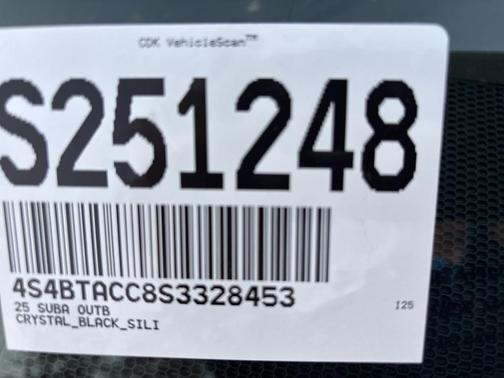 CDK VehicleScan™
S251248
4S4BTACC8S3328453
25 SUBA OUTB
I25
CRYSTAL_BLACK_SILI